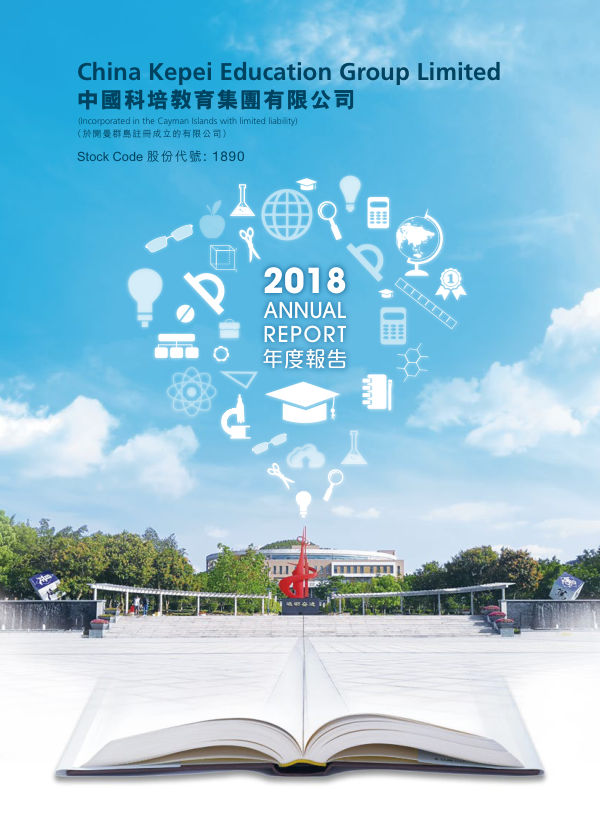 China Kepei Education Group Limited
中國科培教育集團有限公司
(Incorporated in the Cayman Islands with limited liability)
（於開曼群島註冊成立的有限公司）
Stock Code 股份代號：1890
2018
ANNUAL
REPORT
年度報告